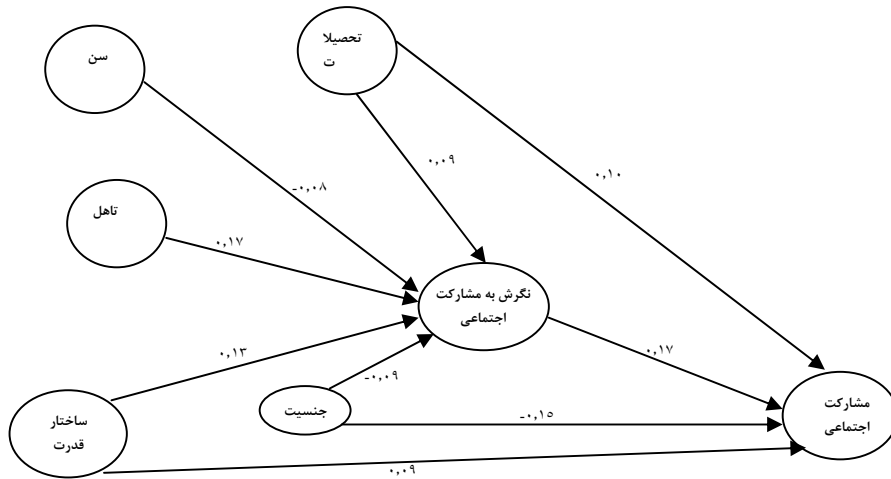 تحصیلا
ت
سن
۰,۰۹
۰,۱۰
-۰,۰۸
تاهل
۰,۱۷
نگرش به مشارکت
اجتماعی
۰,۱۳
۰,۱۷
-۰,۰۹
جنسیت
مشارکت
اجتماعی
-۰,۱۵
ساختار
قدرت
۰,۰۹